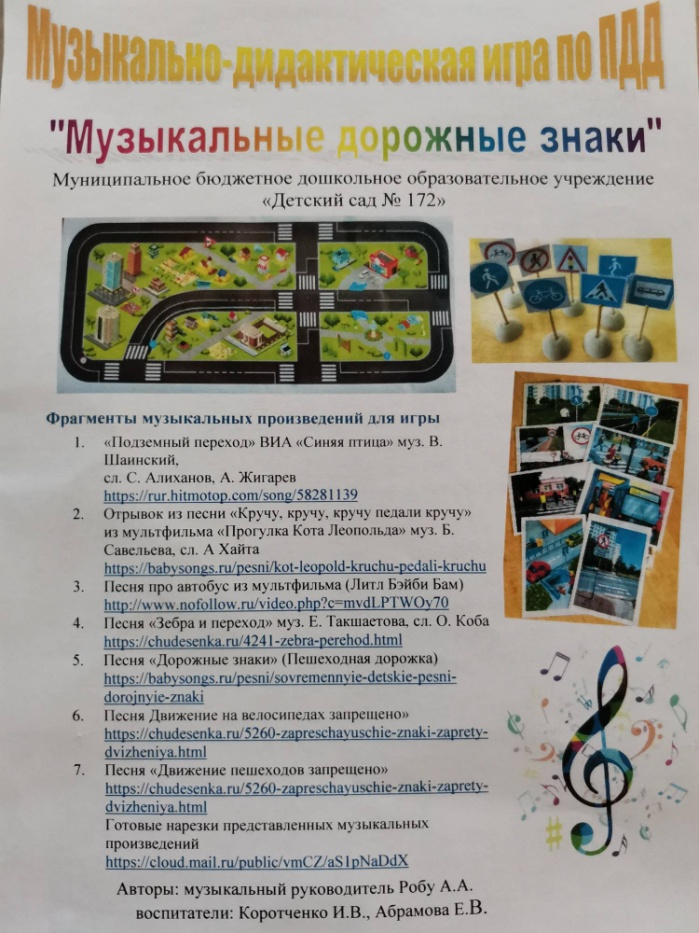 Музыкально-дидактическая игра по ПДД
"Музыкальные дорожные знаки"
Муниципальное бюджетное дошкольное образовательное учреждение
«Детский сад № 172»
Фрагменты музыкальных произведений для игры
1. «Подземный переход» ВИА «Синяя птица» муз. В.
Шаинский,
сл. С. Алиханов, А. Жигарев
https://rur.hitmotop.com/song/58281139
2. Отрывок из песни «Кручу, кручу, кручу педали кручу»
из мультфильма «Прогулка Кота Леопольда» муз. Б.
Савельева, сл. А Хайта
https://babysongs.ru/pesni/kot-leopold-kruchu-pedali-kruchu
3. Песня про автобус из мультфильма (Литл Бэйби Бам)
http://www.nofollow.ru/video.php?c=mvdLPTWOy70
4. Песня «Зебра и переход» муз. Е. Такшаетова, сл. О. Коба
https://chudesenka.ru/4241-zebra-perehod.html
5. Песня «Дорожные знаки» (Пешеходная дорожка)
https://babysongs.ru/pesni/sovremennyie-detskie-pesni-
dorojnyie-znaki
6. Песня Движение на велосипедах запрещено»
https://chudesenka.ru/5260-zapreschayuschie-znaki-zaprety-
dvizheniya.html
7. Песня «Движение пешеходов запрещено»
https://chudesenka.ru/5260-zapreschayuschie-znaki-zaprety-
dvizheniya.html
Готовые нарезки представленных музыкальных
произведений
https://cloud.mail.ru/public/vmCZ/aS1pNaDdX
Авторы: музыкальный руководитель Робу А.А.
воспитатели: Коротченко И.В., Абрамова Е.В.